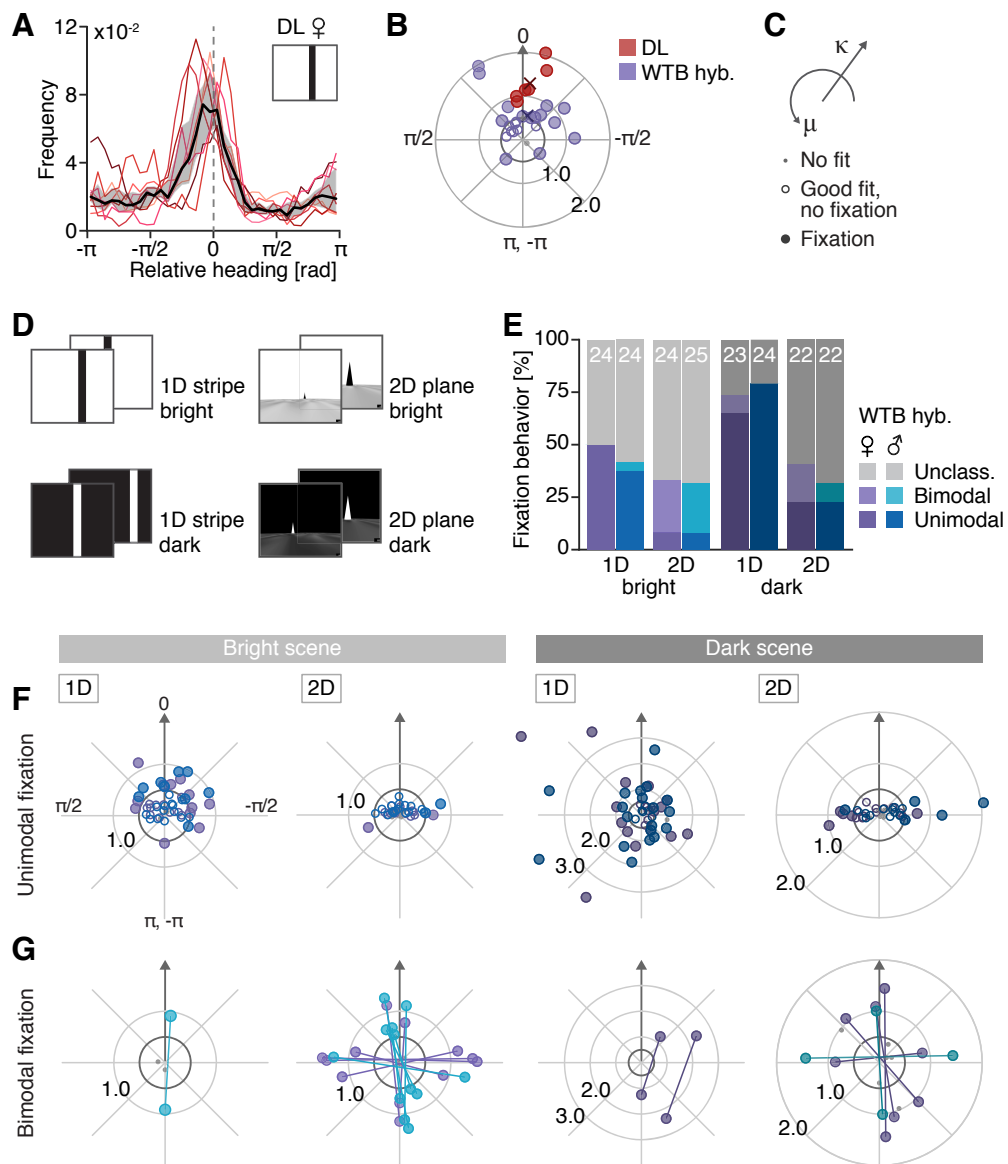 A
x10⁻²
DL ♀
12
8
4
0
Frequency
-π
-π/2
0
π/2
π
Relative heading [rad]
B
0
DL
WTB hyb.
π/2
-π/2
1.0
2.0
π, -π
C
κ
μ
No fit
Good fit,
no fixation
Fixation
D
1D stripe
bright
2D plane
bright
1D stripe
dark
2D plane
dark
E
Fixation behavior [%]
100
75
50
25
0
24 24 24 25 23 24 22 22
1D 2D 1D 2D
bright dark
WTB hyb.
♀ ♂
Unclass.
Bimodal
Unimodal
Bright scene
Dark scene
F
Unimodal fixation
1D
0
π/2
-π/2
1.0
π, -π
2D
1.0
1D
2.0
3.0
2D
1.0
2.0
G
Bimodal fixation
1.0
1.0
2.0
3.0
1.0
2.0